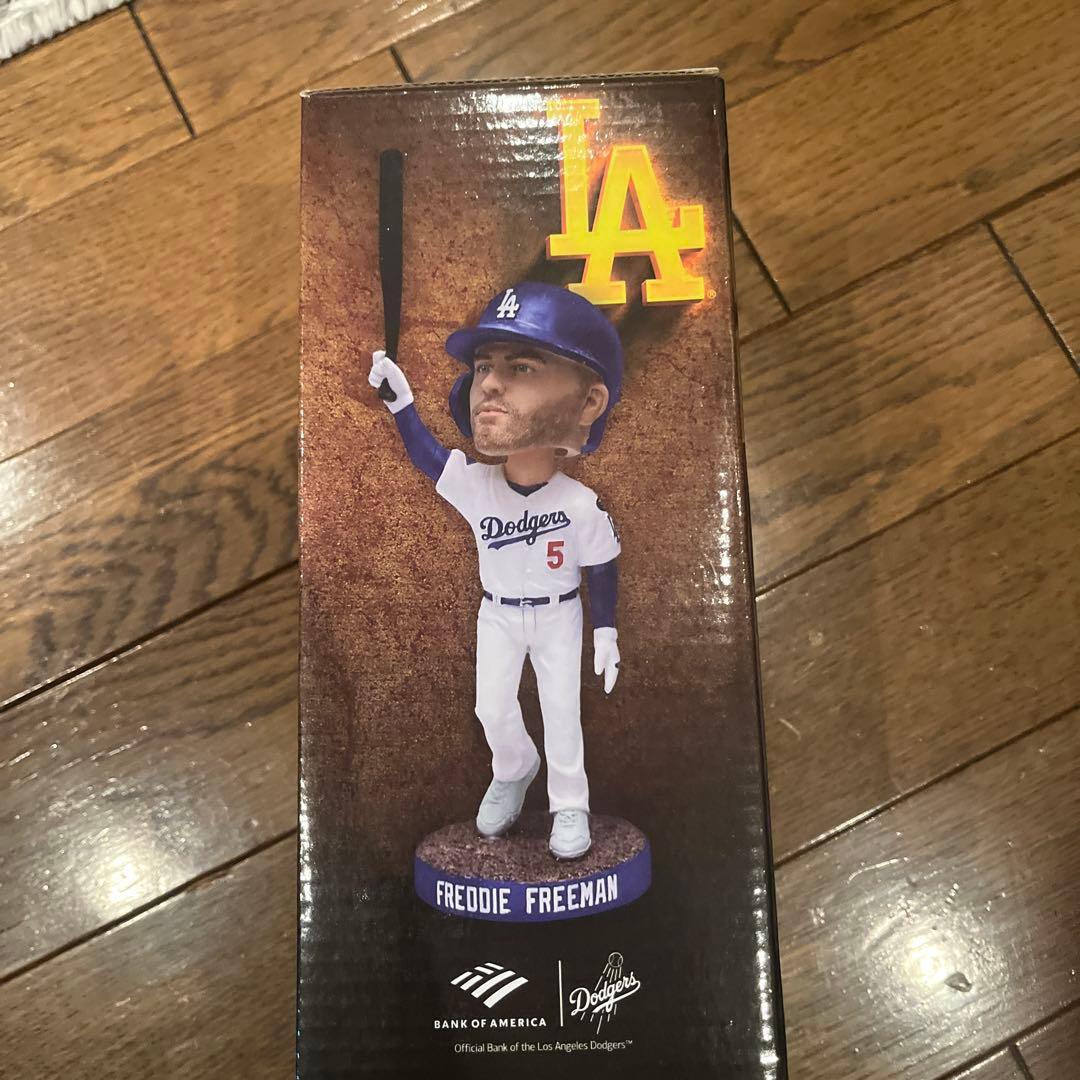 LA
LA
Dodgers
5
FREDDIE FREEMAN
BANK OF AMERICA
Dodgers
Official Bank of the Los Angeles Dodgers™